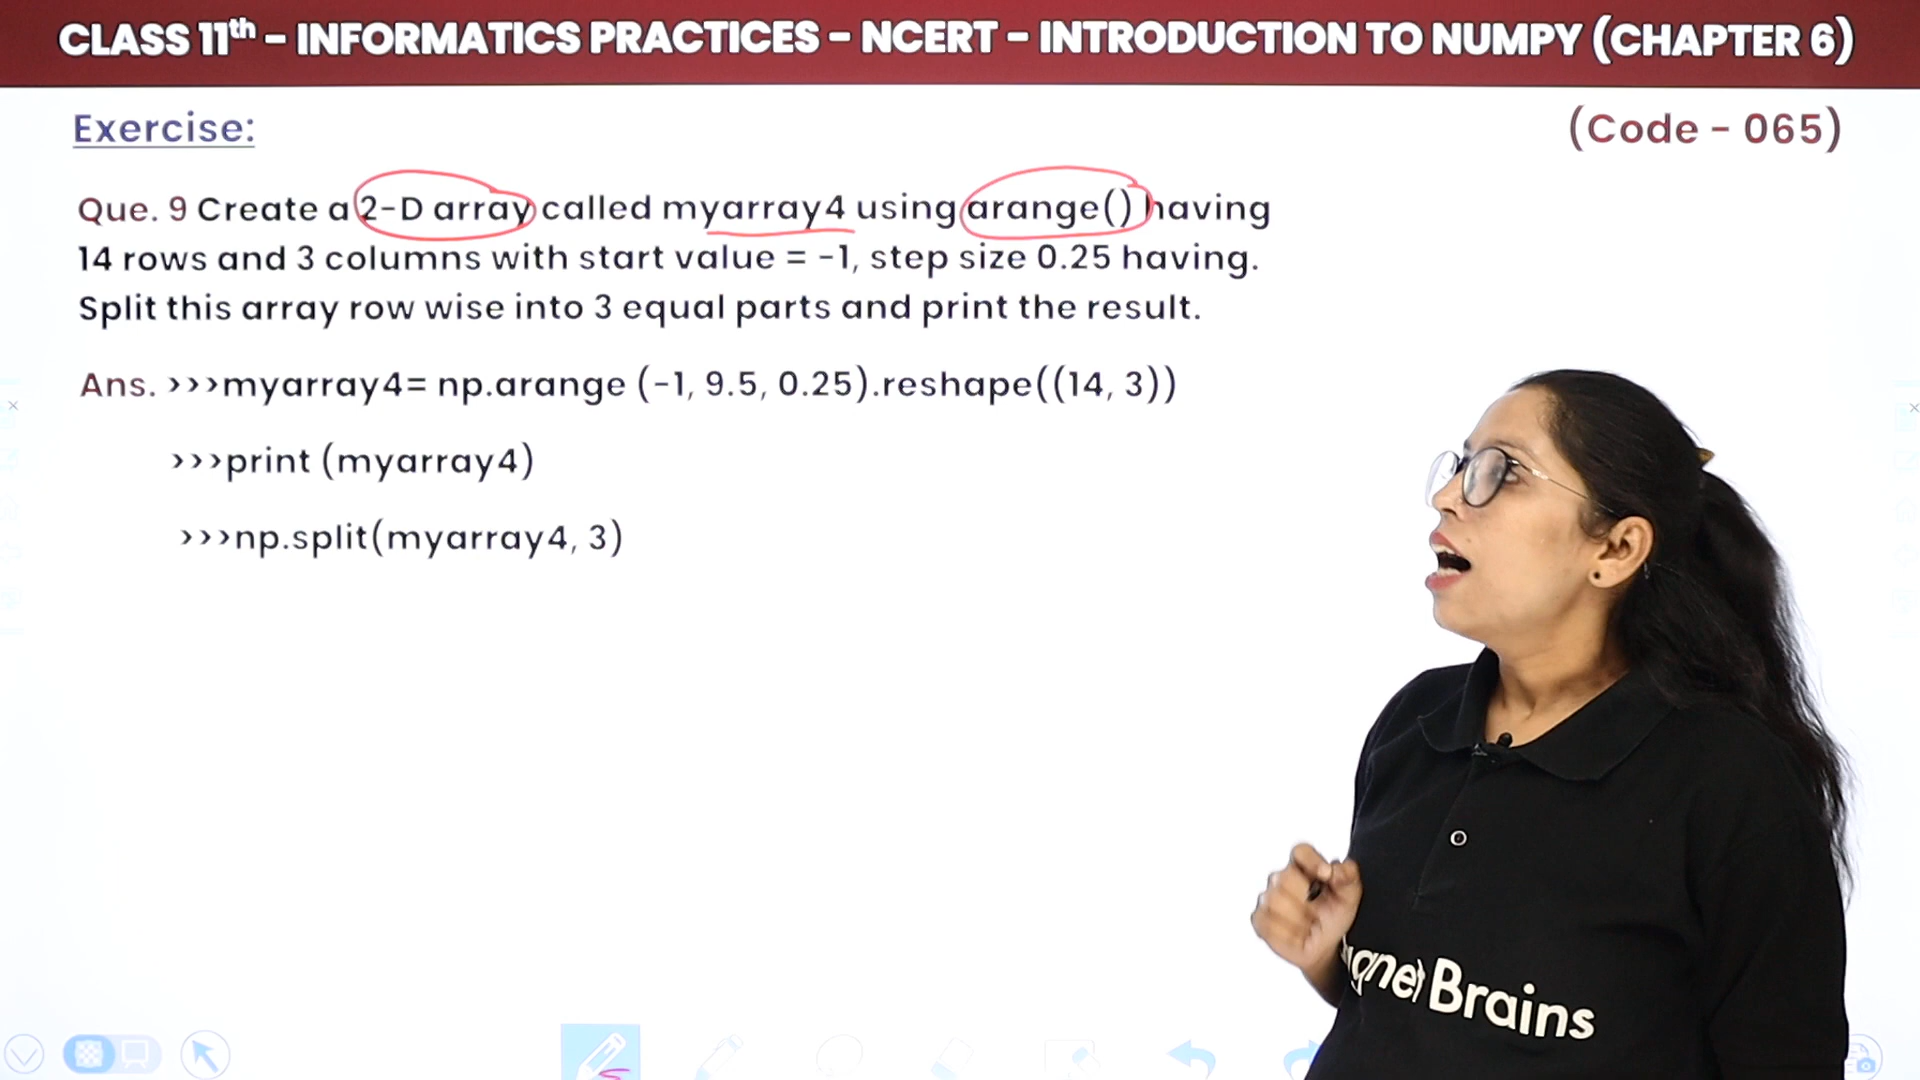 CLASS 11th - INFORMATICS PRACTICES - NCERT - INTRODUCTION TO NUMPY (CHAPTER 6)
Exercise:
(Code - 065)
Que. 9 Create a 2-D array called myarray4 using arange() having
14 rows and 3 columns with start value = -1, step size 0.25 having.
Split this array row wise into 3 equal parts and print the result.
Ans. >>>myarray4= np.arange (-1, 9.5, 0.25).reshape((14, 3))
>>>print (myarray4)
>>>np.split(myarray4, 3)
Brains